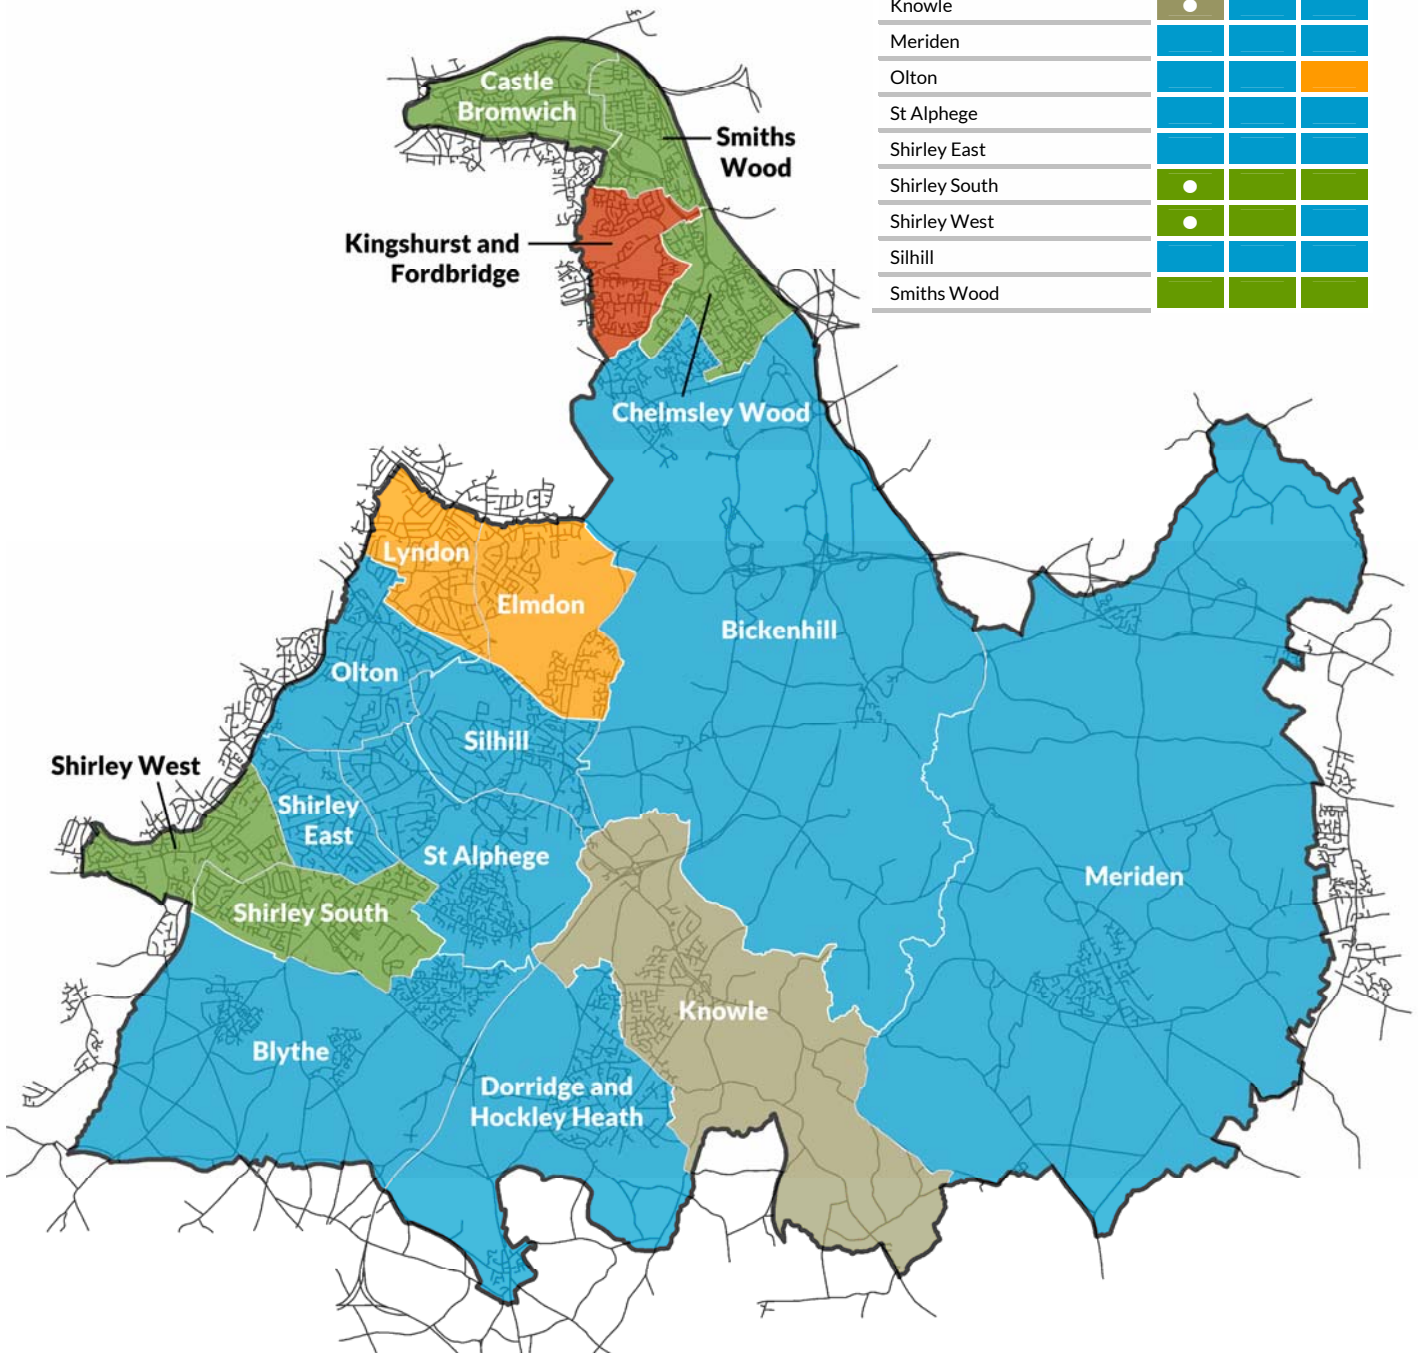 Knowle
Meriden
Olton
St Alphege
Shirley East
Shirley South
Shirley West
Silhill
Smiths Wood
Castle
Bromwich
Smiths
Wood
Kingshurst and
Fordbridge
Chelmsley Wood
Lyndon
Elmdon
Bickenhill
Olton
Silhill
Shirley West
Shirley
East
St Alphege
Meriden
Shirley South
Knowle
Blythe
Dorridge and
Hockley Heath